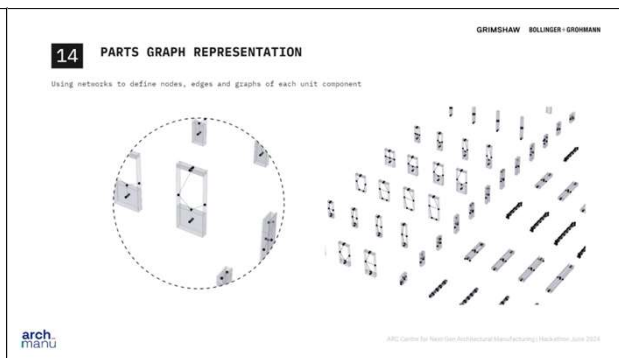 GRIMSHAW BOLLINGER+GROHMANN
14 PARTS GRAPH REPRESENTATION
Using networks to define nodes, edges and graphs of each unit component
arch_
manu
ARC Centre for Next-Gen Architectural Manufacturing | Hackathon June 2024